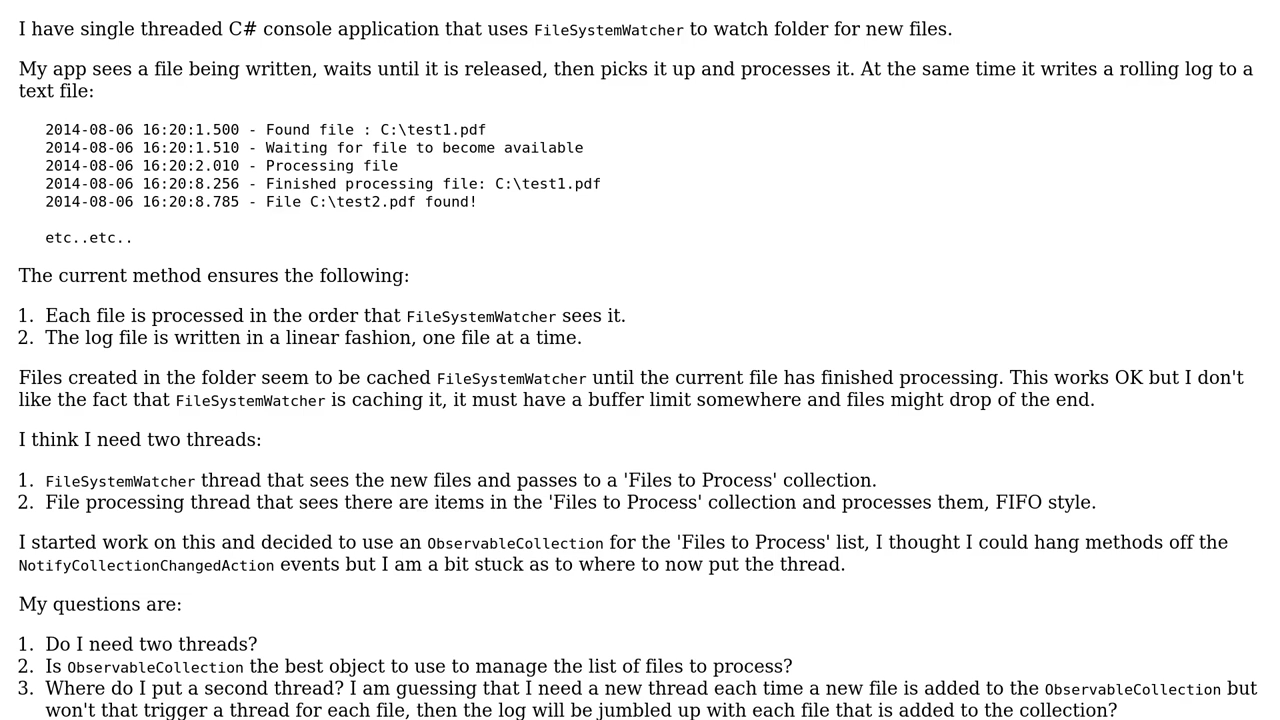 I have single threaded C# console application that uses FileSystemWatcher to watch folder for new files.
My app sees a file being written, waits until it is released, then picks it up and processes it. At the same time it writes a rolling log to a
text file:
2014-08-06 16:20:1.500 - Found file : C:\test1.pdf
2014-08-06 16:20:1.510 - Waiting for file to become available
2014-08-06 16:20:2.010 - Processing file
2014-08-06 16:20:8.256 - Finished processing file: C:\test1.pdf
2014-08-06 16:20:8.785 - File C:\test2.pdf found!
etc..etc..
The current method ensures the following:
1. Each file is processed in the order that FileSystemWatcher sees it.
2. The log file is written in a linear fashion, one file at a time.
Files created in the folder seem to be cached FileSystemWatcher until the current file has finished processing. This works OK but I don't
like the fact that FileSystemWatcher is caching it, it must have a buffer limit somewhere and files might drop of the end.
I think I need two threads:
1. FileSystemWatcher thread that sees the new files and passes to a 'Files to Process' collection.
2. File processing thread that sees there are items in the 'Files to Process' collection and processes them, FIFO style.
I started work on this and decided to use an ObservableCollection for the 'Files to Process' list, I thought I could hang methods off the
NotifyCollectionChangedAction events but I am a bit stuck as to where to now put the thread.
My questions are:
1. Do I need two threads?
2. Is ObservableCollection the best object to use to manage the list of files to process?
3. Where do I put a second thread? I am guessing that I need a new thread each time a new file is added to the ObservableCollection but
won't that trigger a thread for each file, then the log will be jumbled up with each file that is added to the collection?